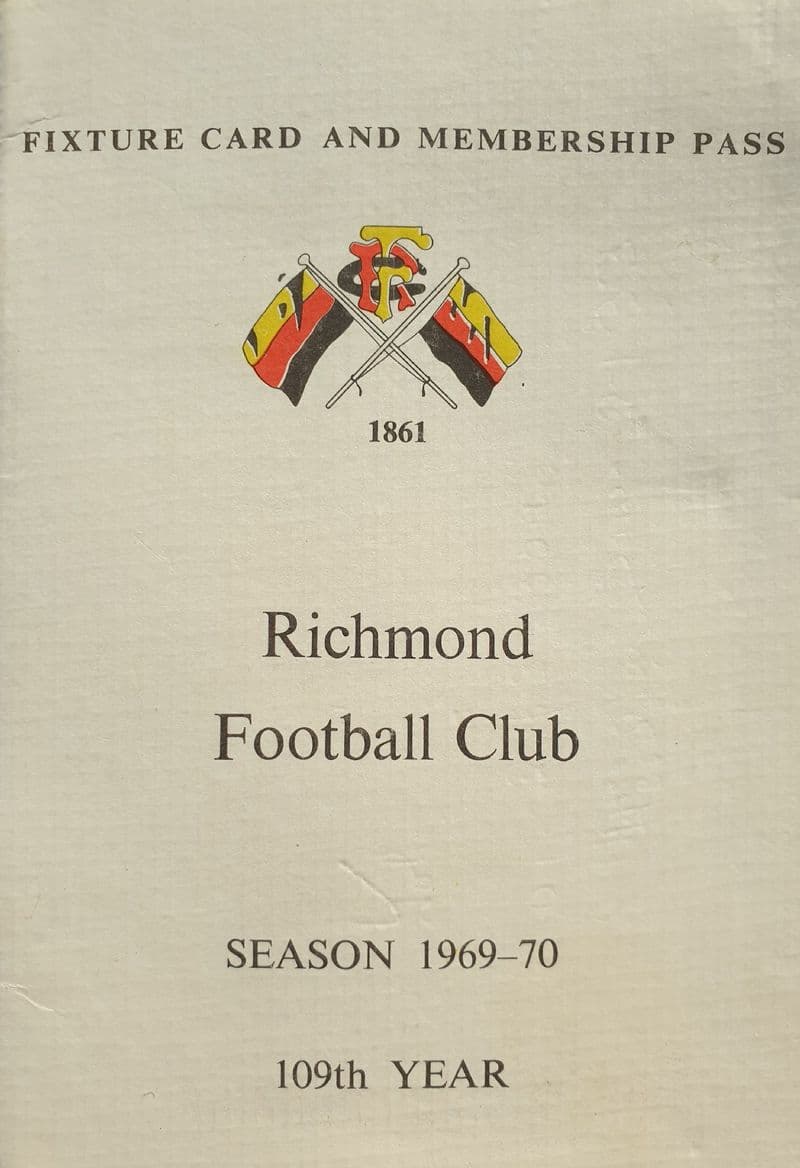 FIXTURE CARD AND MEMBERSHIP PASS
1861
Richmond
Football Club
SEASON 1969–70
109th YEAR